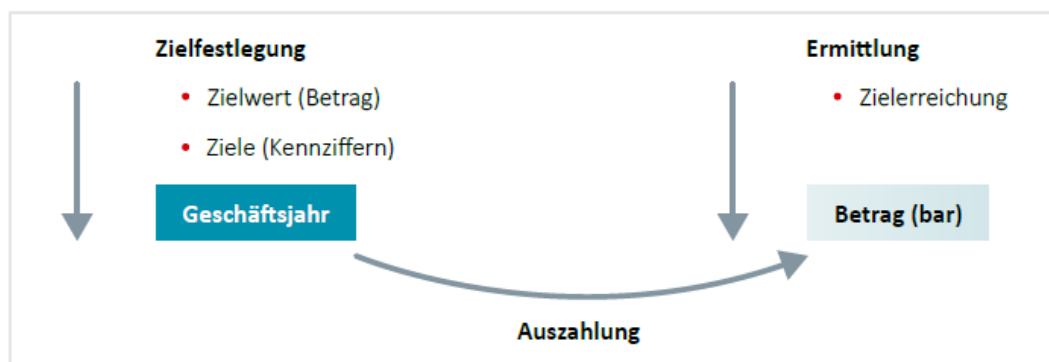 Zielfestlegung
• Zielwert (Betrag)
• Ziele (Kennziffern)
Geschäftsjahr
Ermittlung
• Zielerreichung
Betrag (bar)
Auszahlung